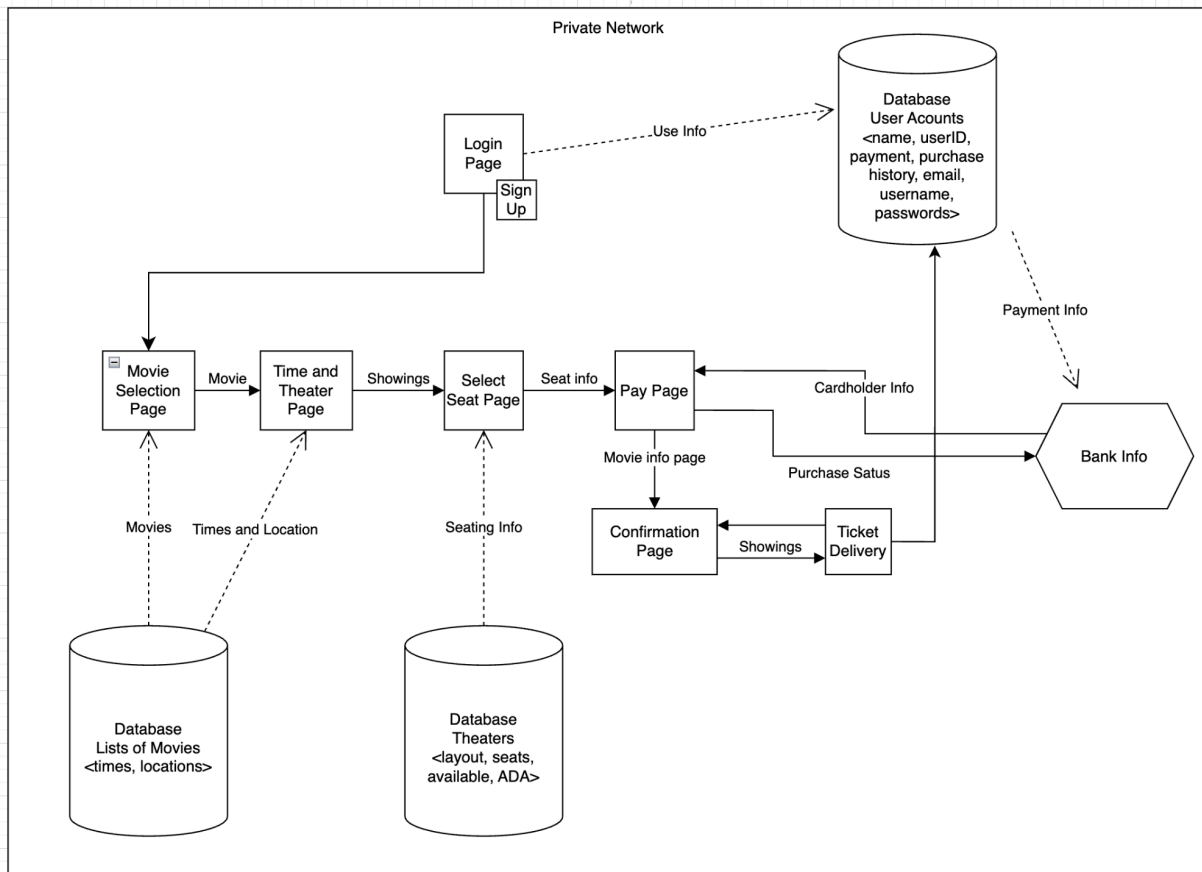 Private Network
Database
User Acounts
<name, userID,
payment, purchase
history, email,
username,
passwords>
Login
Page
Sign
Up
Use Info
Payment Info
Movie
Selection
Page
Movie
Time and
Theater
Page
Showings
Select
Seat Page
Seat info
Pay Page
Cardholder Info
Bank Info
Movie info page
Purchase Satus
Confirmation
Page
Showings
Ticket
Delivery
Movies
Times and Location
Seating Info
Database
Lists of Movies
<times, locations>
Database
Theaters
<layout, seats,
available, ADA>